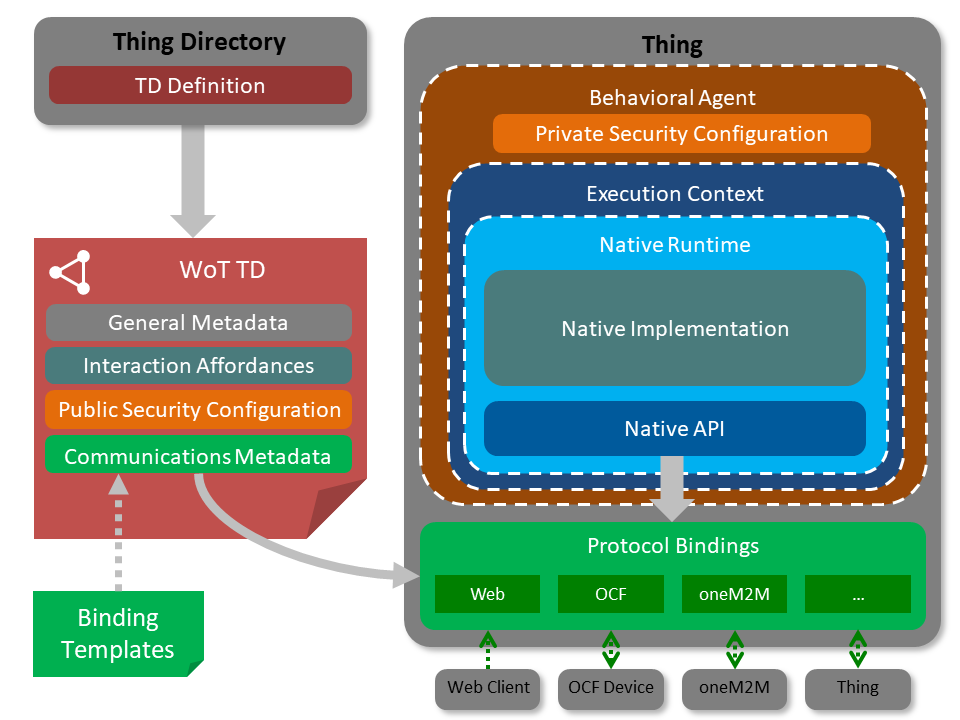 Thing Directory
TD Definition
WoT TD
General Metadata
Interaction Affordances
Public Security Configuration
Communications Metadata
Binding
Templates
Thing
Behavioral Agent
Private Security Configuration
Execution Context
Native Runtime
Native Implementation
Native API
Protocol Bindings
Web
OCF
oneM2M
...
Web Client
OCF Device
oneM2M
Thing